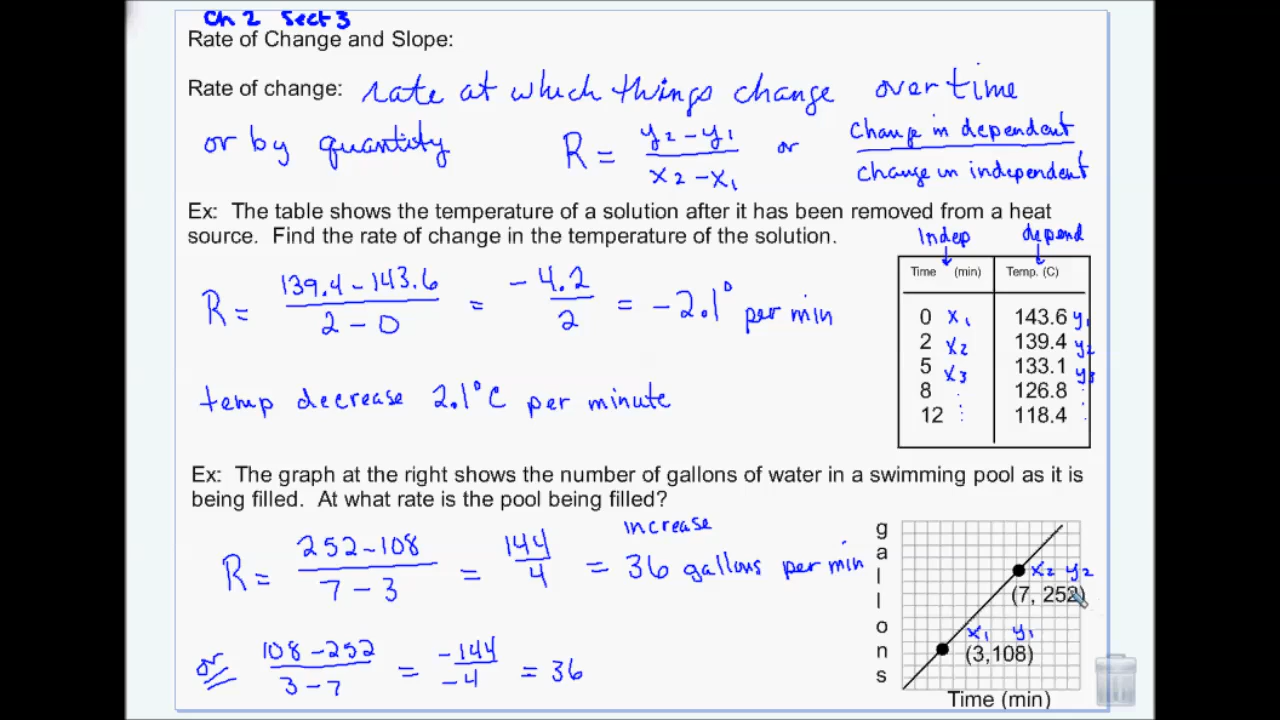 Ch 2 Sect 3
Rate of Change and Slope:
Rate of change: rate at which things change over time
or by quantity R = y2 - y1 / x2 - x1 or Change in dependent / change in independent
Ex: The table shows the temperature of a solution after it has been removed from a heat
source. Find the rate of change in the temperature of the solution.
Indep depend
Time (min) Temp. (C)
0 x1 143.6 y1
2 x2 139.4 y2
5 x3 133.1 y3
8 126.8
12 118.4
R = 139.4 - 143.6 / 2 - 0 = -4.2 / 2 = -2.1° per min
temp decrease 2.1°C per minute
Ex: The graph at the right shows the number of gallons of water in a swimming pool as it is
being filled. At what rate is the pool being filled?
increase
R = 252 - 108 / 7 - 3 = 144 / 4 = 36 gallons per min
or 108 - 252 / 3 - 7 = -144 / -4 = 36
gallons
x2 y2
(7, 252)
x1 y1
(3,108)
Time (min)